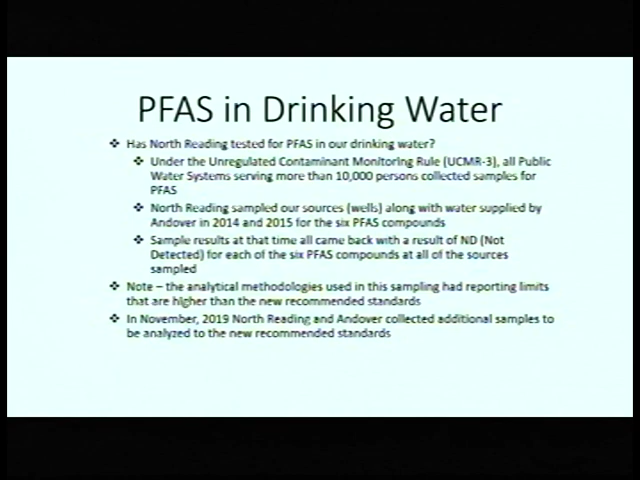 PFAS in Drinking Water
❖ Has North Reading tested for PFAS in our drinking water?
❖ Under the Unregulated Contaminant Monitoring Rule (UCMR-3), all Public
Water Systems serving more than 10,000 persons collected samples for
PFAS
❖ North Reading sampled our sources (wells) along with water supplied by
Andover in 2014 and 2015 for the six PFAS compounds
❖ Sample results at that time all came back with a result of ND (Not
Detected) for each of the six PFAS compounds at all of the sources
sampled
❖ Note – the analytical methodologies used in this sampling had reporting limits
that are higher than the new recommended standards
❖ In November, 2019 North Reading and Andover collected additional samples to
be analyzed to the new recommended standards